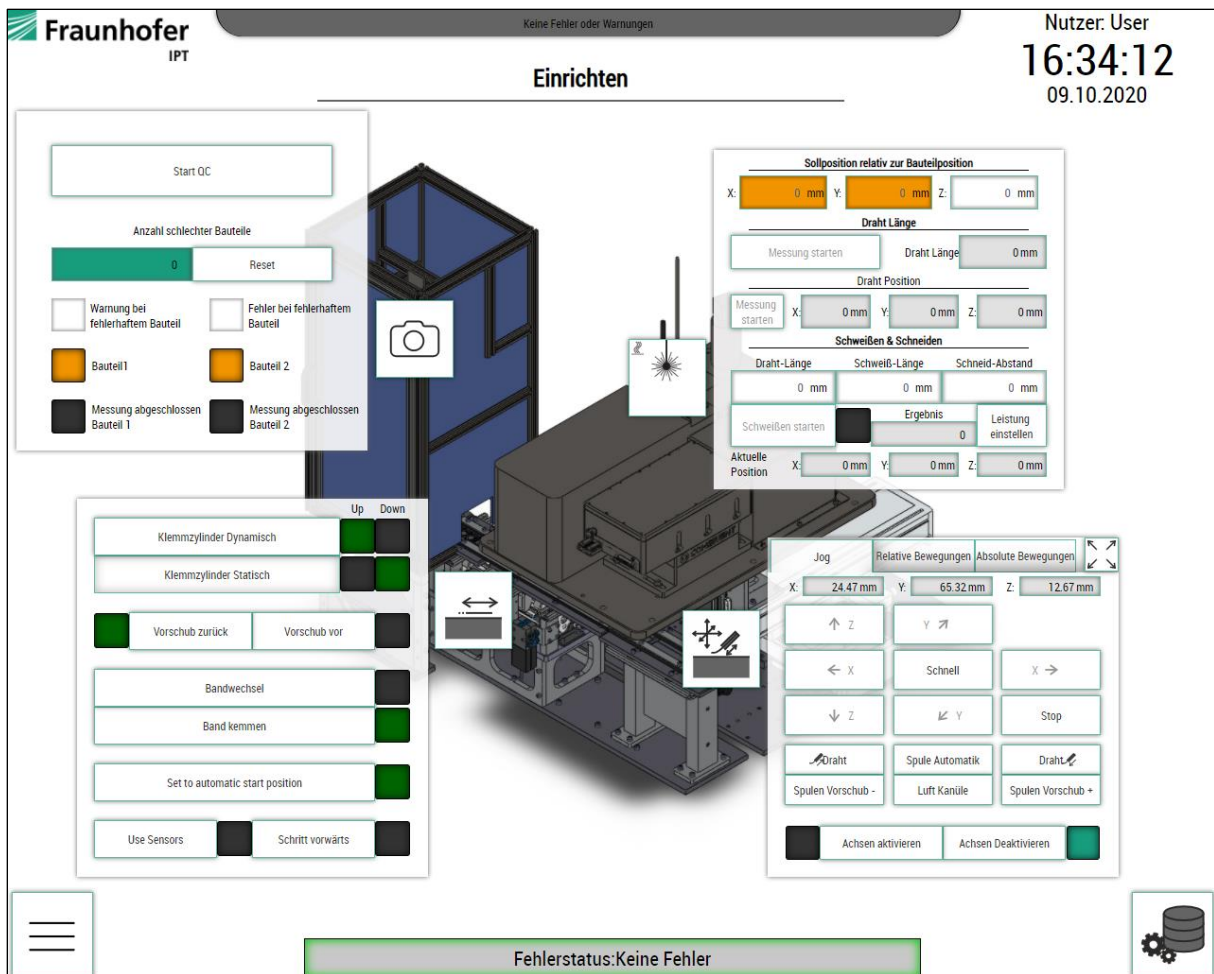 Fraunhofer
IPT
Keine Fehler oder Warnungen
Nutzer: User
16:34:12
09.10.2020
Einrichten
Start QC
Anzahl schlechter Bauteile
0 Reset
Warnung bei fehlerhaftem Bauteil
Fehler bei fehlerhaftem Bauteil
Bauteil1 Bauteil 2
Messung abgeschlossen Bauteil 1
Messung abgeschlossen Bauteil 2
Sollposition relativ zur Bauteilposition
X: 0 mm Y: 0 mm Z: 0 mm
Draht Länge
Messung starten Draht Länge 0 mm
Draht Position
Messung starten X: 0 mm Y: 0 mm Z: 0 mm
Schweißen & Schneiden
Draht-Länge Schweiß-Länge Schneid-Abstand
0 mm 0 mm 0 mm
Schweißen starten Ergebnis 0 Leistung einstellen
Aktuelle Position X: 0 mm Y: 0 mm Z: 0 mm
Up Down
Klemmzylinder Dynamisch
Klemmzylinder Statisch
Vorschub zurück Vorschub vor
Bandwechsel
Band kemmen
Set to automatic start position
Use Sensors Schritt vorwärts
Jog Relative Bewegungen Absolute Bewegungen
X: 24.47 mm Y: 65.32 mm Z: 12.67 mm
↑ Z Y ↗
← X Schnell X →
↓ Z ↙ Y Stop
Draht Spule Automatik Draht
Spulen Vorschub - Luft Kanüle Spulen Vorschub +
Achsen aktivieren Achsen Deaktivieren
Fehlerstatus:Keine Fehler